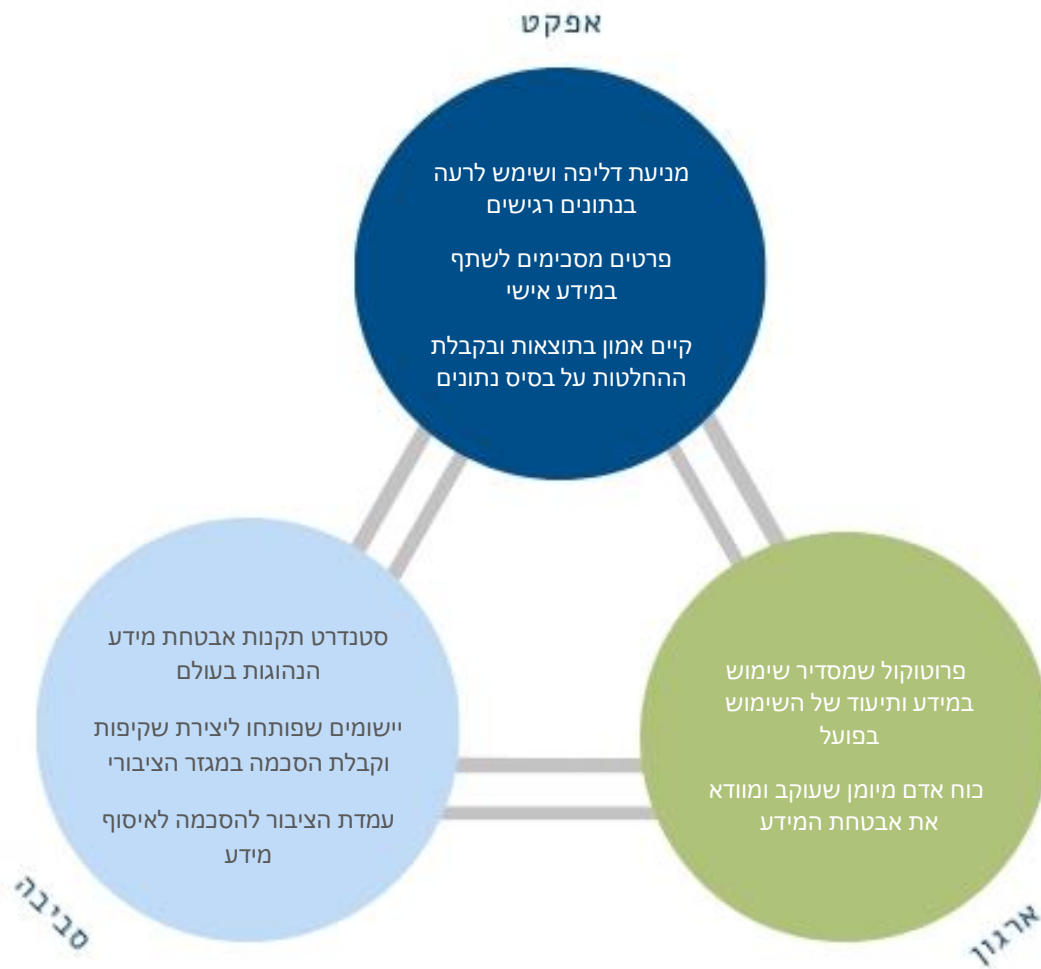 אפקט
מניעת דליפה ושימש לרעה
בנתונים רגישים
פרטים מסכימים לשתף
במידע אישי
קיים אמון בתוצאות ובקבלת
ההחלטות על בסיס נתונים
סטנדרט תקנות אבטחת מידע
הנהוגות בעולם
יישומים שפותחו ליצירת שקיפות
וקבלת הסכמה במגזר הציבורי
עמדת הציבור להסכמה לאיסוף
מידע
סביבה
פרוטוקול שמסדיר שימוש
במידע ותיעוד של השימוש
בפועל
כוח אדם מיומן שעוקב ומוודא
את אבטחת המידע
ארגון